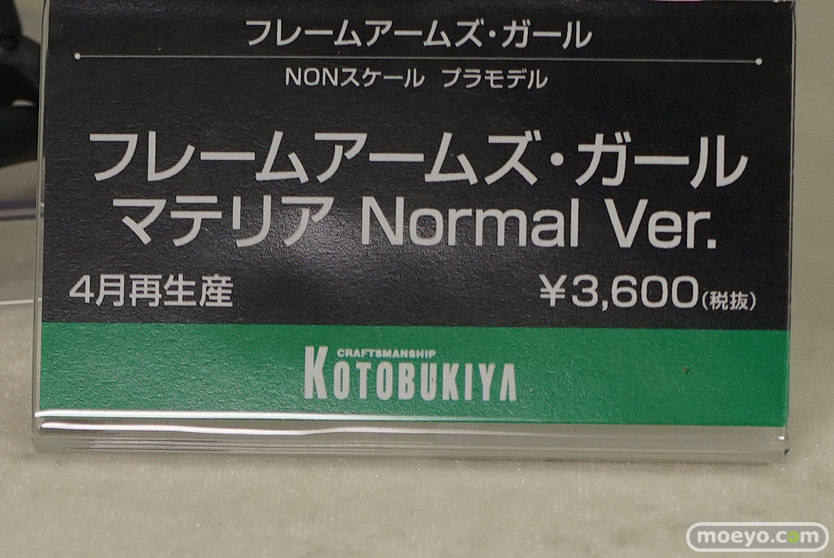 フレームアームズ・ガール
NONスケール プラモデル
フレームアームズ・ガール
マテリア Normal Ver.
4月再生産 ¥3,600(税抜)
CRAFTSMANSHIP
KOTOBUKIYA
moeyo.com